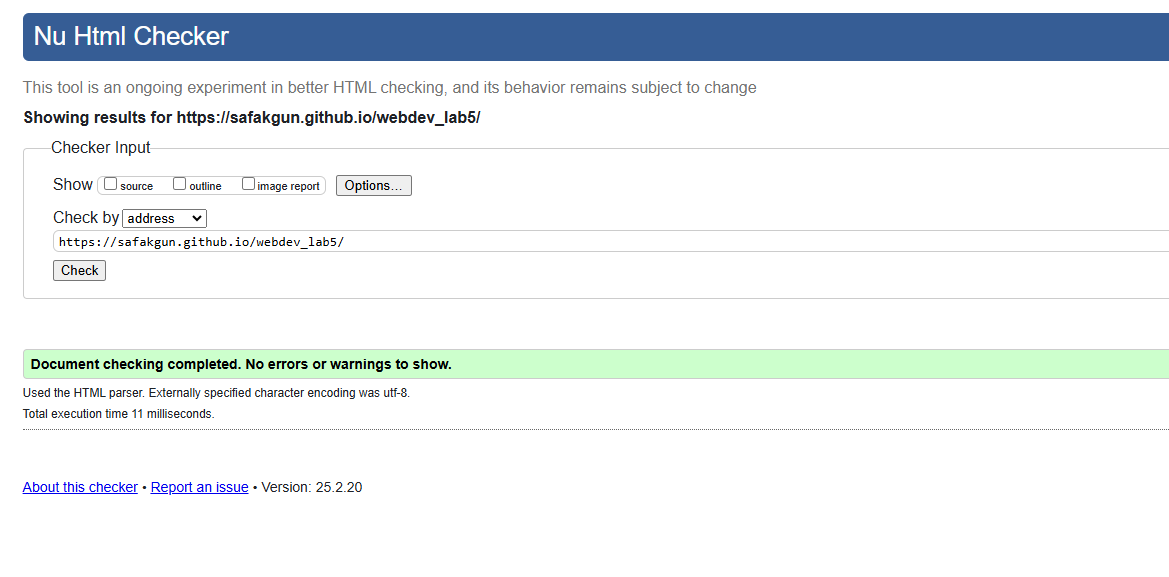 Nu Html Checker
This tool is an ongoing experiment in better HTML checking, and its behavior remains subject to change
Showing results for https://safakgun.github.io/webdev_lab5/
Checker Input
Show source outline image report Options...
Check by address
https://safakgun.github.io/webdev_lab5/
Check
Document checking completed. No errors or warnings to show.
Used the HTML parser. Externally specified character encoding was utf-8.
Total execution time 11 milliseconds.
About this checker • Report an issue • Version: 25.2.20